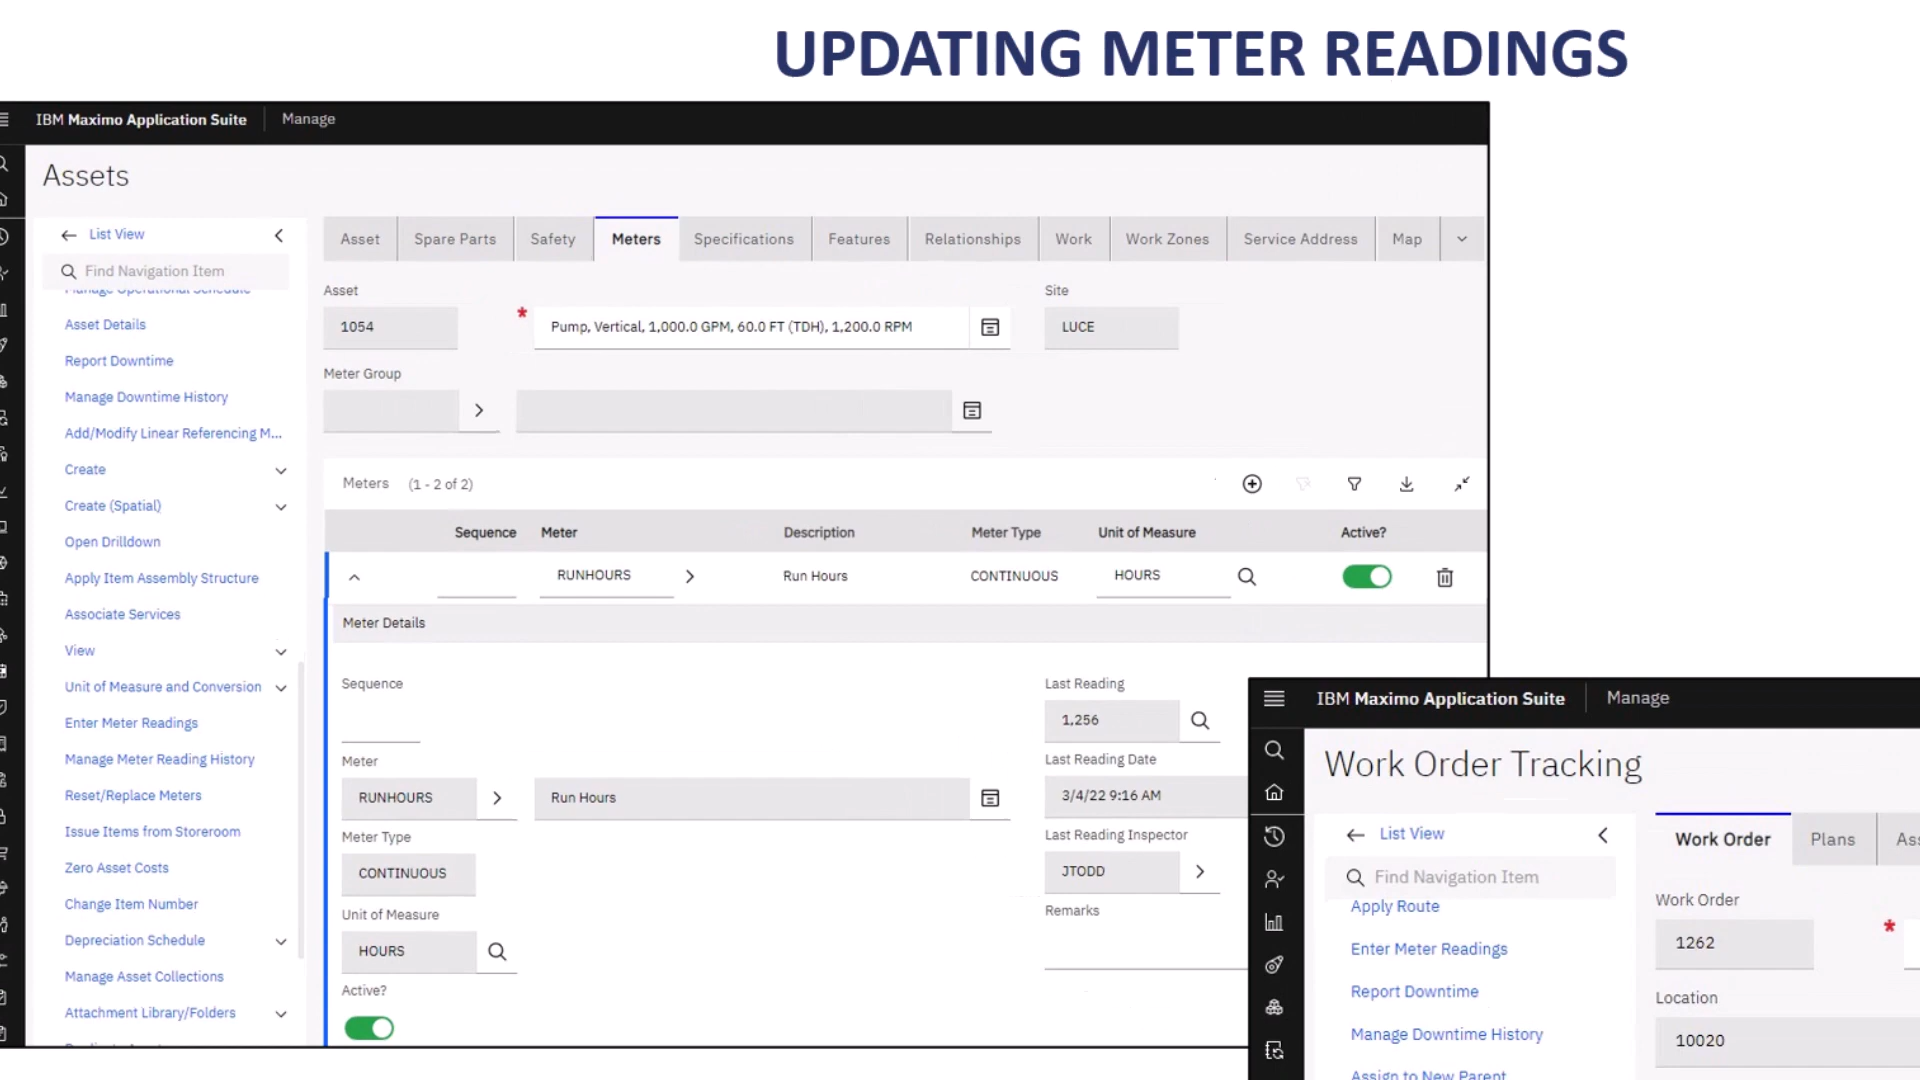 UPDATING METER READINGS
IBM Maximo Application Suite Manage
Assets
List View
Find Navigation Item
Manage Operational Schedule
Asset Details
Report Downtime
Manage Downtime History
Add/Modify Linear Referencing M...
Create
Create (Spatial)
Open Drilldown
Apply Item Assembly Structure
Associate Services
View
Unit of Measure and Conversion
Enter Meter Readings
Manage Meter Reading History
Reset/Replace Meters
Issue Items from Storeroom
Zero Asset Costs
Change Item Number
Depreciation Schedule
Manage Asset Collections
Attachment Library/Folders
Asset Spare Parts Safety Meters Specifications Features Relationships Work Work Zones Service Address Map
Asset Site
1054 * Pump, Vertical, 1,000.0 GPM, 60.0 FT (TDH), 1,200.0 RPM LUCE
Meter Group
Meters (1 - 2 of 2)
Sequence Meter Description Meter Type Unit of Measure Active?
RUNHOURS Run Hours CONTINUOUS HOURS
Meter Details
Sequence
Meter
RUNHOURS Run Hours
Meter Type
CONTINUOUS
Unit of Measure
HOURS
Active?
Last Reading
1,256
Last Reading Date
3/4/22 9:16 AM
Last Reading Inspector
JTODD
Remarks
IBM Maximo Application Suite Manage
Work Order Tracking
List View
Find Navigation Item
Apply Route
Enter Meter Readings
Report Downtime
Manage Downtime History
Assign to New Parent
Work Order Plans Ass
Work Order
1262 *
Location
10020